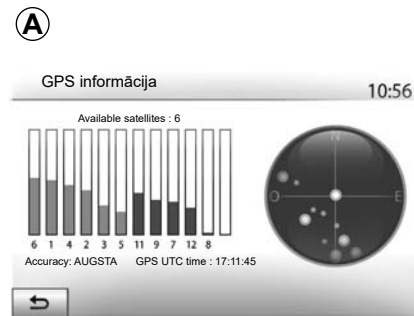 A
GPS informācija 10:56
Available satellites : 6
6 1 4 2 3 5 11 9 7 12 8
N
O E
Accuracy: AUGSTA GPS UTC time : 17:11:45